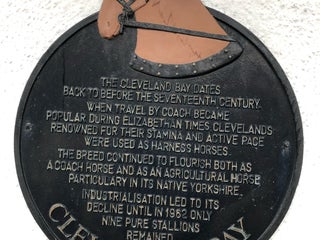 THE CLEVELAND BAY DATES
BACK TO BEFORE THE SEVENTEENTH CENTURY.
WHEN TRAVEL BY COACH BECAME
POPULAR DURING ELIZABETHAN TIMES CLEVELANDS
RENOWNED FOR THEIR STAMINA AND ACTIVE PACE
WERE USED AS HARNESS HORSES.
THE BREED CONTINUED TO FLOURISH BOTH AS
A COACH HORSE AND AS AN AGRICULTURAL HORSE
PARTICULARLY IN ITS NATIVE YORKSHIRE.
INDUSTRIALISATION LED TO ITS
DECLINE UNTIL IN 1962 ONLY
NINE PURE STALLIONS
REMAINED